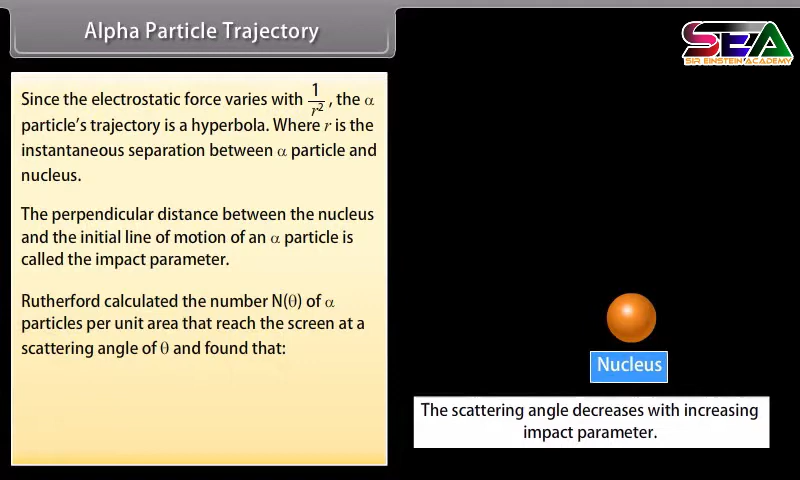 Alpha Particle Trajectory
SEA
SIR EINSTEIN ACADEMY
Since the electrostatic force varies with 1/r², the α
particle's trajectory is a hyperbola. Where r is the
instantaneous separation between α particle and
nucleus.
The perpendicular distance between the nucleus
and the initial line of motion of an α particle is
called the impact parameter.
Rutherford calculated the number N(θ) of α
particles per unit area that reach the screen at a
scattering angle of θ and found that:
Nucleus
The scattering angle decreases with increasing
impact parameter.